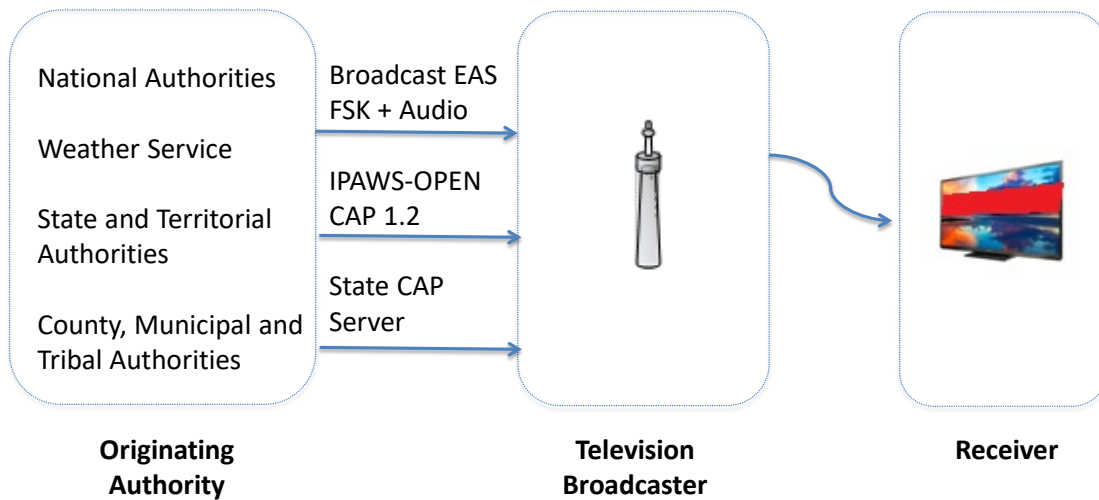 National Authorities
Weather Service
State and Territorial
Authorities
County, Municipal and
Tribal Authorities
Broadcast EAS
FSK + Audio
IPAWS-OPEN
CAP 1.2
State CAP
Server
Originating
Authority
Television
Broadcaster
Receiver